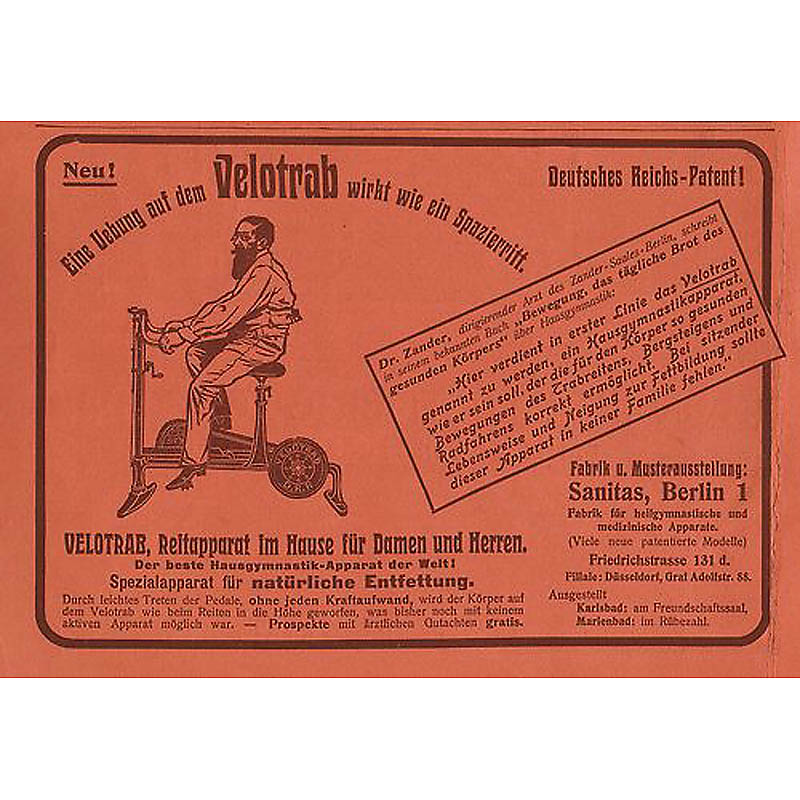 Neu!
Eine Uebung auf dem Velotrab wirkt wie ein Spazierritt.
Deutsches Reichs-Patent!
Dr. Zander, dirigierender Arzt des Zander-Saales-Berlin, schreibt
in seinem bekannten Buch „Bewegung, das tägliche Brot des
gesunden Körpers“ über Hausgymnastik:
„Hier verdient in erster Linie das Velotrab
genannt zu werden, ein Hausgymnastikapparat,
wie er sein soll, der die für den Körper so gesunden
Bewegungen des Trabreitens, Bergsteigens und
Radfahrens korrekt ermöglicht. Bei sitzender
Lebensweise und Neigung zur Fettbildung sollte
dieser Apparat in keiner Familie fehlen.“
VELOTRAB, Reitapparat im Hause für Damen und Herren.
Der beste Hausgymnastik-Apparat der Welt!
Spezialapparat für natürliche Entfettung.
Durch leichtes Treten der Pedale, ohne jeden Kraftaufwand, wird der Körper auf
dem Velotrab wie beim Reiten in die Höhe geworfen, was bisher noch mit keinem
aktiven Apparat möglich war. — Prospekte mit ärztlichen Gutachten gratis.
Fabrik u. Musterausstellung:
Sanitas, Berlin 1
Fabrik für heilgymnastische und
medizinische Apparate.
(Viele neue patentierte Modelle)
Friedrichstrasse 131 d.
Filiale: Düsseldorf, Graf Adolfstr. 88.
Ausgestellt
Karlsbad: am Freundschaftssaal,
Marienbad: im Rübezahl.